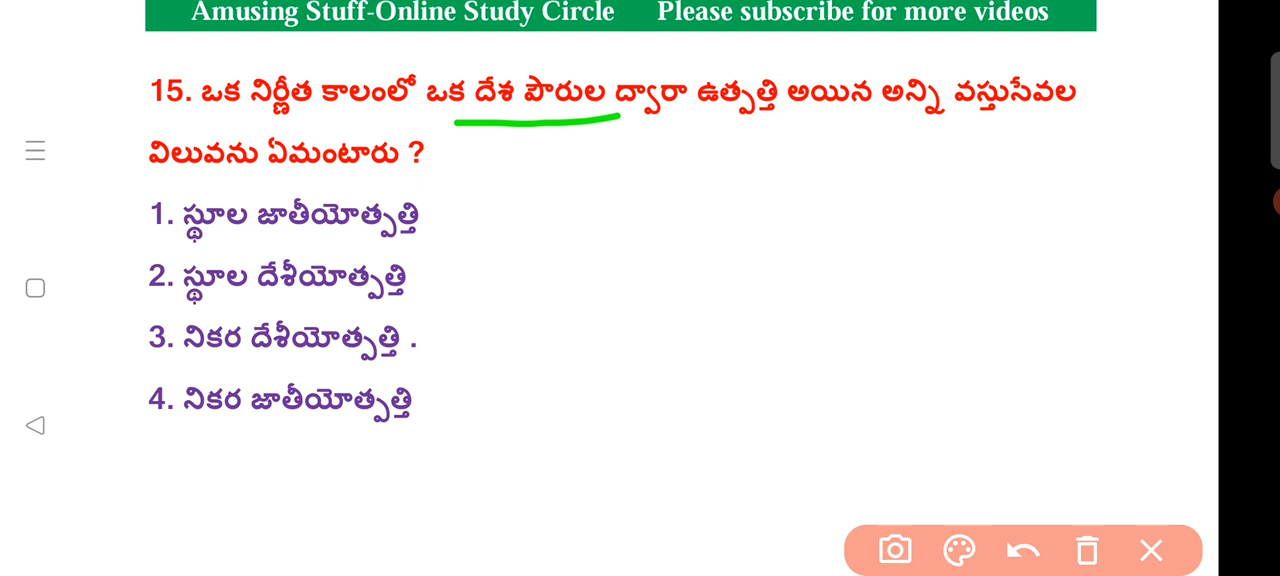 Amusing Stuff-Online Study Circle Please subscribe for more videos
15. ఒక నిర్ణీత కాలంలో ఒక దేశ పౌరుల ద్వారా ఉత్పత్తి అయిన అన్ని వస్తుసేవల
విలువను ఏమంటారు ?
1. స్థూల జాతీయోత్పత్తి
2. స్థూల దేశీయోత్పత్తి
3. నికర దేశీయోత్పత్తి .
4. నికర జాతీయోత్పత్తి